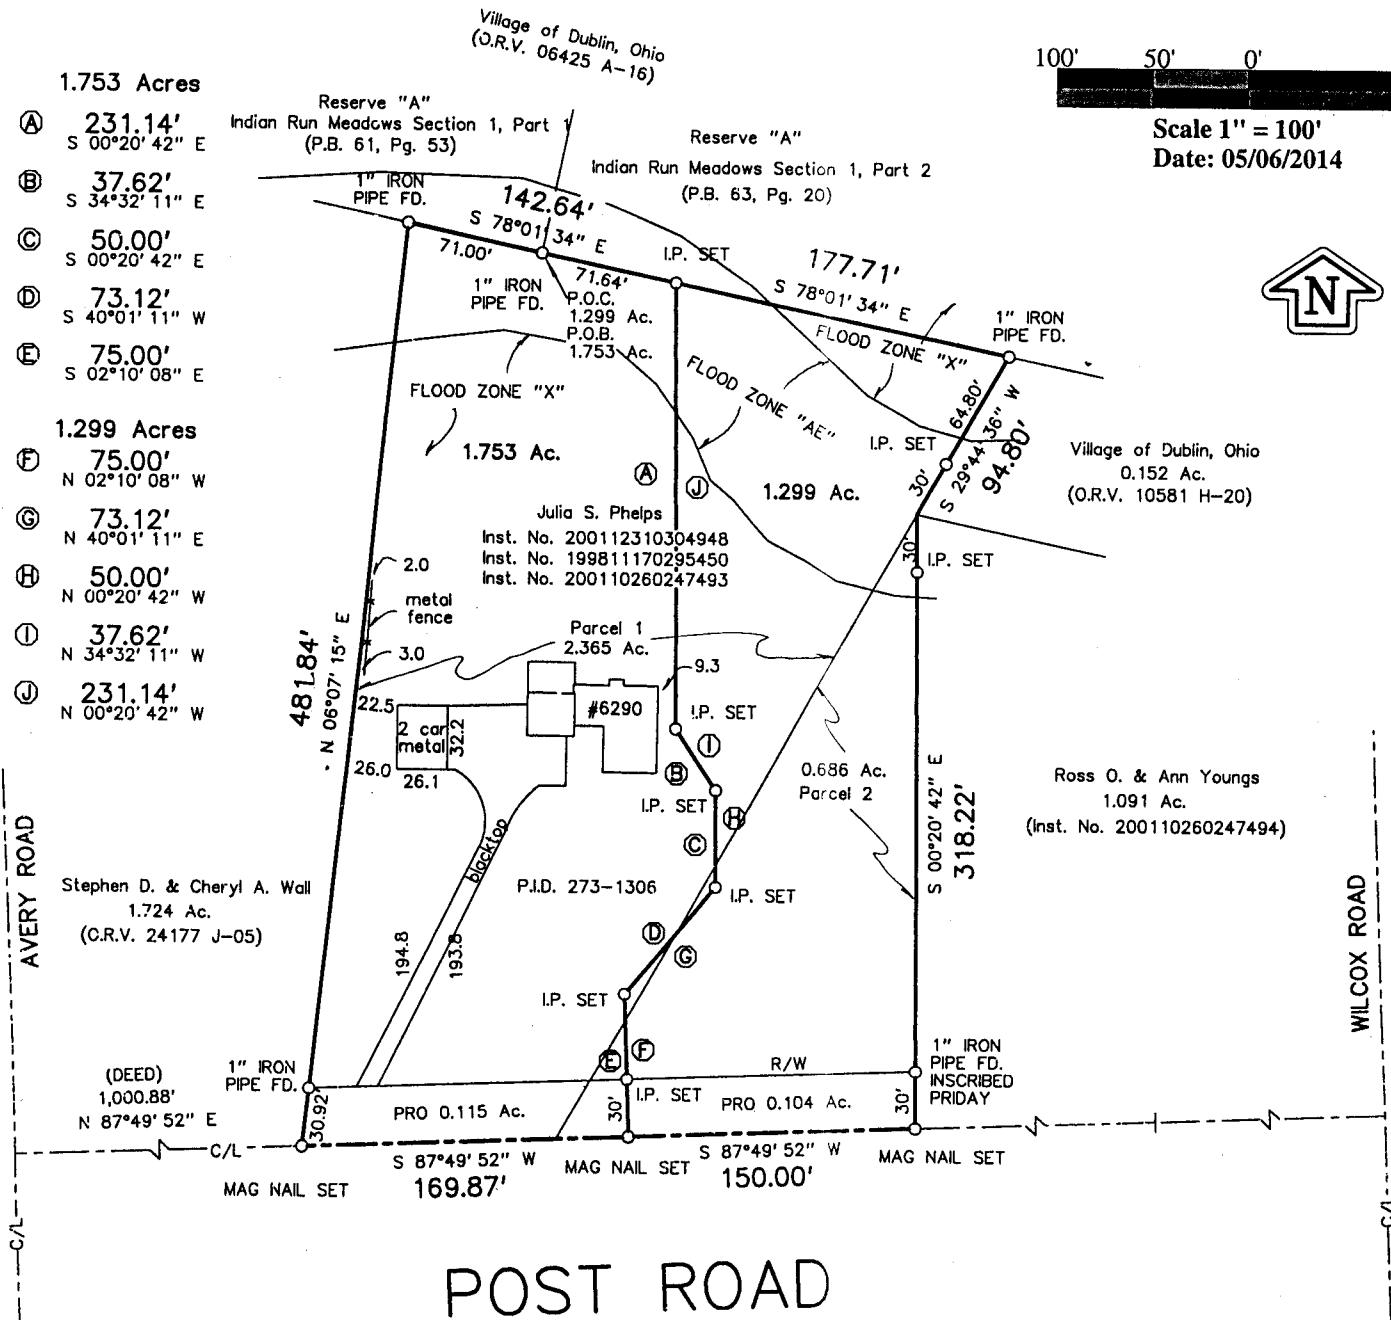 Village of Dublin, Ohio
(O.R.V. 06425 A-16)
100' 50' 0'
Scale 1" = 100'
Date: 05/06/2014
N
1.753 Acres
A 231.14'
S 00°20' 42" E
B 37.62'
S 34°32' 11" E
C 50.00'
S 00°20' 42" E
D 73.12'
S 40°01' 11" W
E 75.00'
S 02°10' 08" E
1.299 Acres
F 75.00'
N 02°10' 08" W
G 73.12'
N 40°01' 11" E
H 50.00'
N 00°20' 42" W
I 37.62'
N 34°32' 11" W
J 231.14'
N 00°20' 42" W
Reserve "A"
Indian Run Meadows Section 1, Part 1
(P.B. 61, Pg. 53)
Reserve "A"
Indian Run Meadows Section 1, Part 2
(P.B. 63, Pg. 20)
1" IRON
PIPE FD.
142.64'
S 78°01' 34" E
71.00'
71.64'
I.P. SET
177.71'
S 78°01' 34" E
1" IRON
PIPE FD.
1" IRON
PIPE FD.
P.O.C.
1.299 Ac.
P.O.B.
1.753 Ac.
FLOOD ZONE "X"
FLOOD ZONE "X"
FLOOD ZONE "AE"
1.753 Ac.
1.299 Ac.
A
J
I.P. SET
64.80'
30'
S 29°44' 36" W
94.80'
Village of Dublin, Ohio
0.152 Ac.
(O.R.V. 10581 H-20)
30'
I.P. SET
Julia S. Phelps
Inst. No. 200112310304948
Inst. No. 199811170295450
Inst. No. 200110260247493
2.0
metal
fence
3.0
Parcel 1
2.365 Ac.
9.3
481.84'
N 06°07' 15" E
22.5
2 car
metal
32.2
26.0
26.1
#6290
I.P. SET
I
B
I.P. SET
H
C
I.P. SET
0.686 Ac.
Parcel 2
S 00°20' 42" E
318.22'
Ross O. & Ann Youngs
1.091 Ac.
(Inst. No. 200110260247494)
AVERY ROAD
WILCOX ROAD
Stephen D. & Cheryl A. Wall
1.724 Ac.
(O.R.V. 24177 J-05)
blacktop
P.I.D. 273-1306
194.8
193.8
D
G
I.P. SET
E
F
1" IRON
PIPE FD.
R/W
1" IRON
PIPE FD.
INSCRIBED
PRIDAY
I.P. SET
(DEED)
1,000.88'
N 87°49' 52" E
30.92'
PRO 0.115 Ac.
30'
PRO 0.104 Ac.
30'
C/L
S 87°49' 52" W
169.87'
S 87°49' 52" W
150.00'
MAG NAIL SET
MAG NAIL SET
MAG NAIL SET
C/L
C/L
POST ROAD